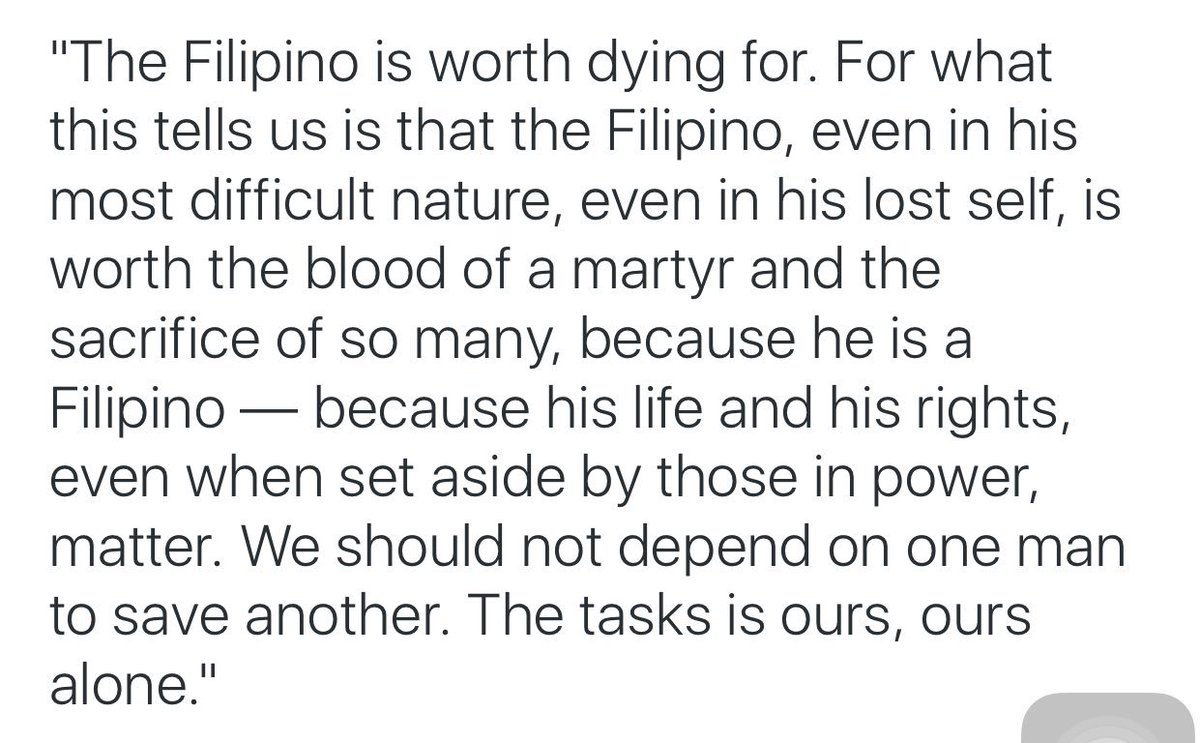 "The Filipino is worth dying for. For what
this tells us is that the Filipino, even in his
most difficult nature, even in his lost self, is
worth the blood of a martyr and the
sacrifice of so many, because he is a
Filipino — because his life and his rights,
even when set aside by those in power,
matter. We should not depend on one man
to save another. The tasks is ours, ours
alone."